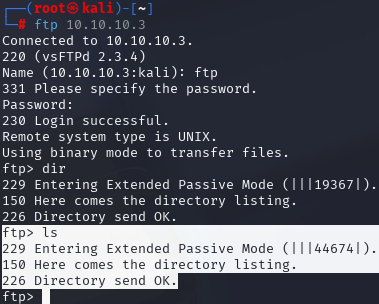 ┌──(root㉿kali)-[~]
└─# ftp 10.10.10.3
Connected to 10.10.10.3.
220 (vsFTPd 2.3.4)
Name (10.10.10.3:kali): ftp
331 Please specify the password.
Password:
230 Login successful.
Remote system type is UNIX.
Using binary mode to transfer files.
ftp> dir
229 Entering Extended Passive Mode (|||19367|).
150 Here comes the directory listing.
226 Directory send OK.
ftp> ls
229 Entering Extended Passive Mode (|||44674|).
150 Here comes the directory listing.
226 Directory send OK.
ftp>